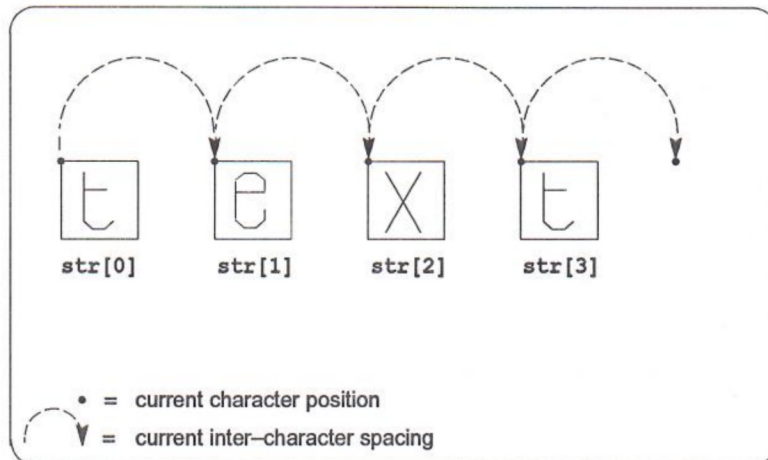 t e x t
str[0] str[1] str[2] str[3]
• = current character position
= current inter–character spacing